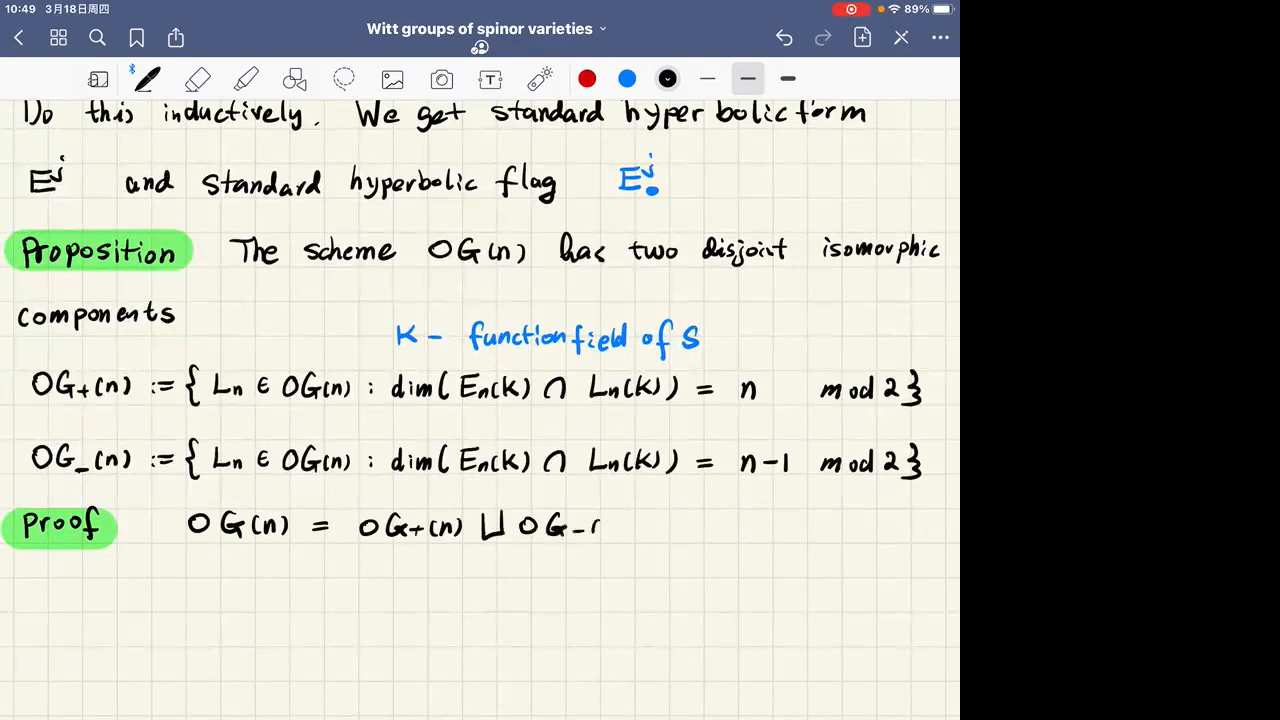 10:49 3月18日周四
89%
Witt groups of spinor varieties
T
Do this inductively. We get standard hyperbolic form
E^j and standard hyperbolic flag E^j_•
Proposition The scheme OG(n) has two disjoint isomorphic
components
K - function field of S
OG₊(n) := { Ln ∈ OG(n) : dim( En(K) ∩ Ln(K) ) = n mod 2 }
OG₋(n) := { Ln ∈ OG(n) : dim( En(K) ∩ Ln(K) ) = n-1 mod 2 }
Proof OG(n) = OG₊(n) ⊔ OG₋(